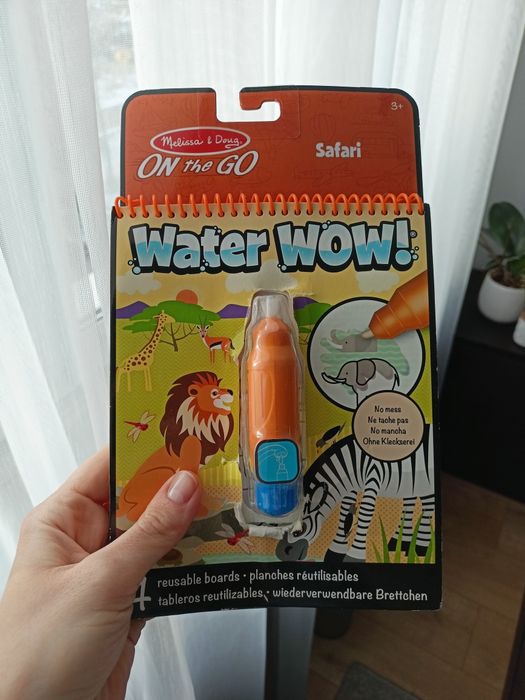 3+
Melissa & Doug.
ON the GO
Safari
Water WOW!
No mess
Ne tache pas
No mancha
Ohne Kleckserei
4 reusable boards • planches réutilisables
tableros reutilizables • wiederverwendbare Brettchen